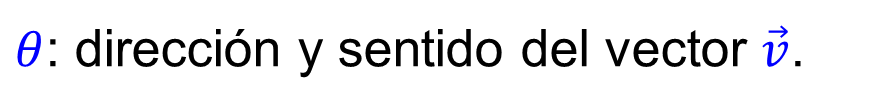 θ: dirección y sentido del vector v⃗.